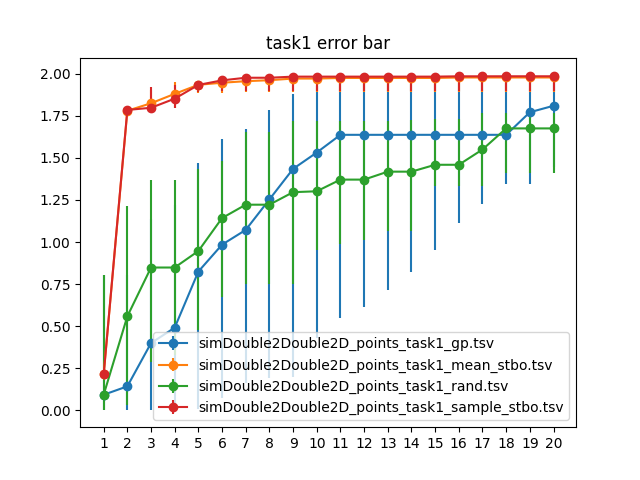 task1 error bar
2.00
1.75
1.50
1.25
1.00
0.75
0.50
0.25
0.00
simDouble2Double2D_points_task1_gp.tsv
simDouble2Double2D_points_task1_mean_stbo.tsv
simDouble2Double2D_points_task1_rand.tsv
simDouble2Double2D_points_task1_sample_stbo.tsv
1 2 3 4 5 6 7 8 9 10 11 12 13 14 15 16 17 18 19 20